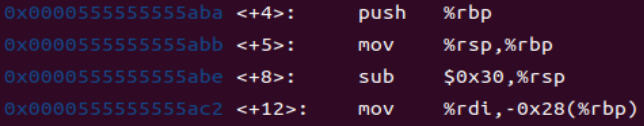 0x0000555555555aba <+4>: push %rbp
0x0000555555555abb <+5>: mov %rsp,%rbp
0x0000555555555abe <+8>: sub $0x30,%rsp
0x0000555555555ac2 <+12>: mov %rdi,-0x28(%rbp)